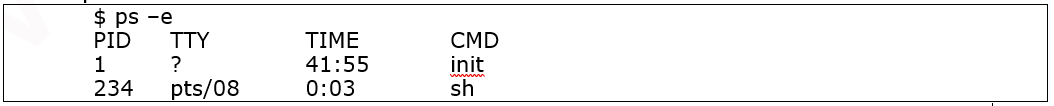 $ ps –e
PID TTY TIME CMD
1 ? 41:55 init
234 pts/08 0:03 sh